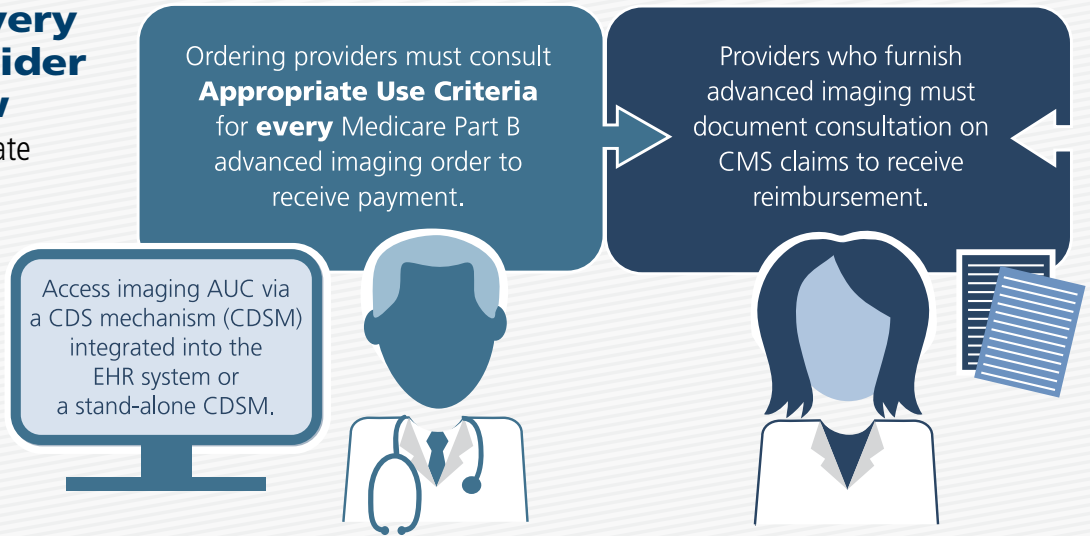 very
ider
ate
Ordering providers must consult
Appropriate Use Criteria
for every Medicare Part B
advanced imaging order to
receive payment.
Providers who furnish
advanced imaging must
document consultation on
CMS claims to receive
reimbursement.
Access imaging AUC via
a CDS mechanism (CDSM)
integrated into the
EHR system or
a stand-alone CDSM.